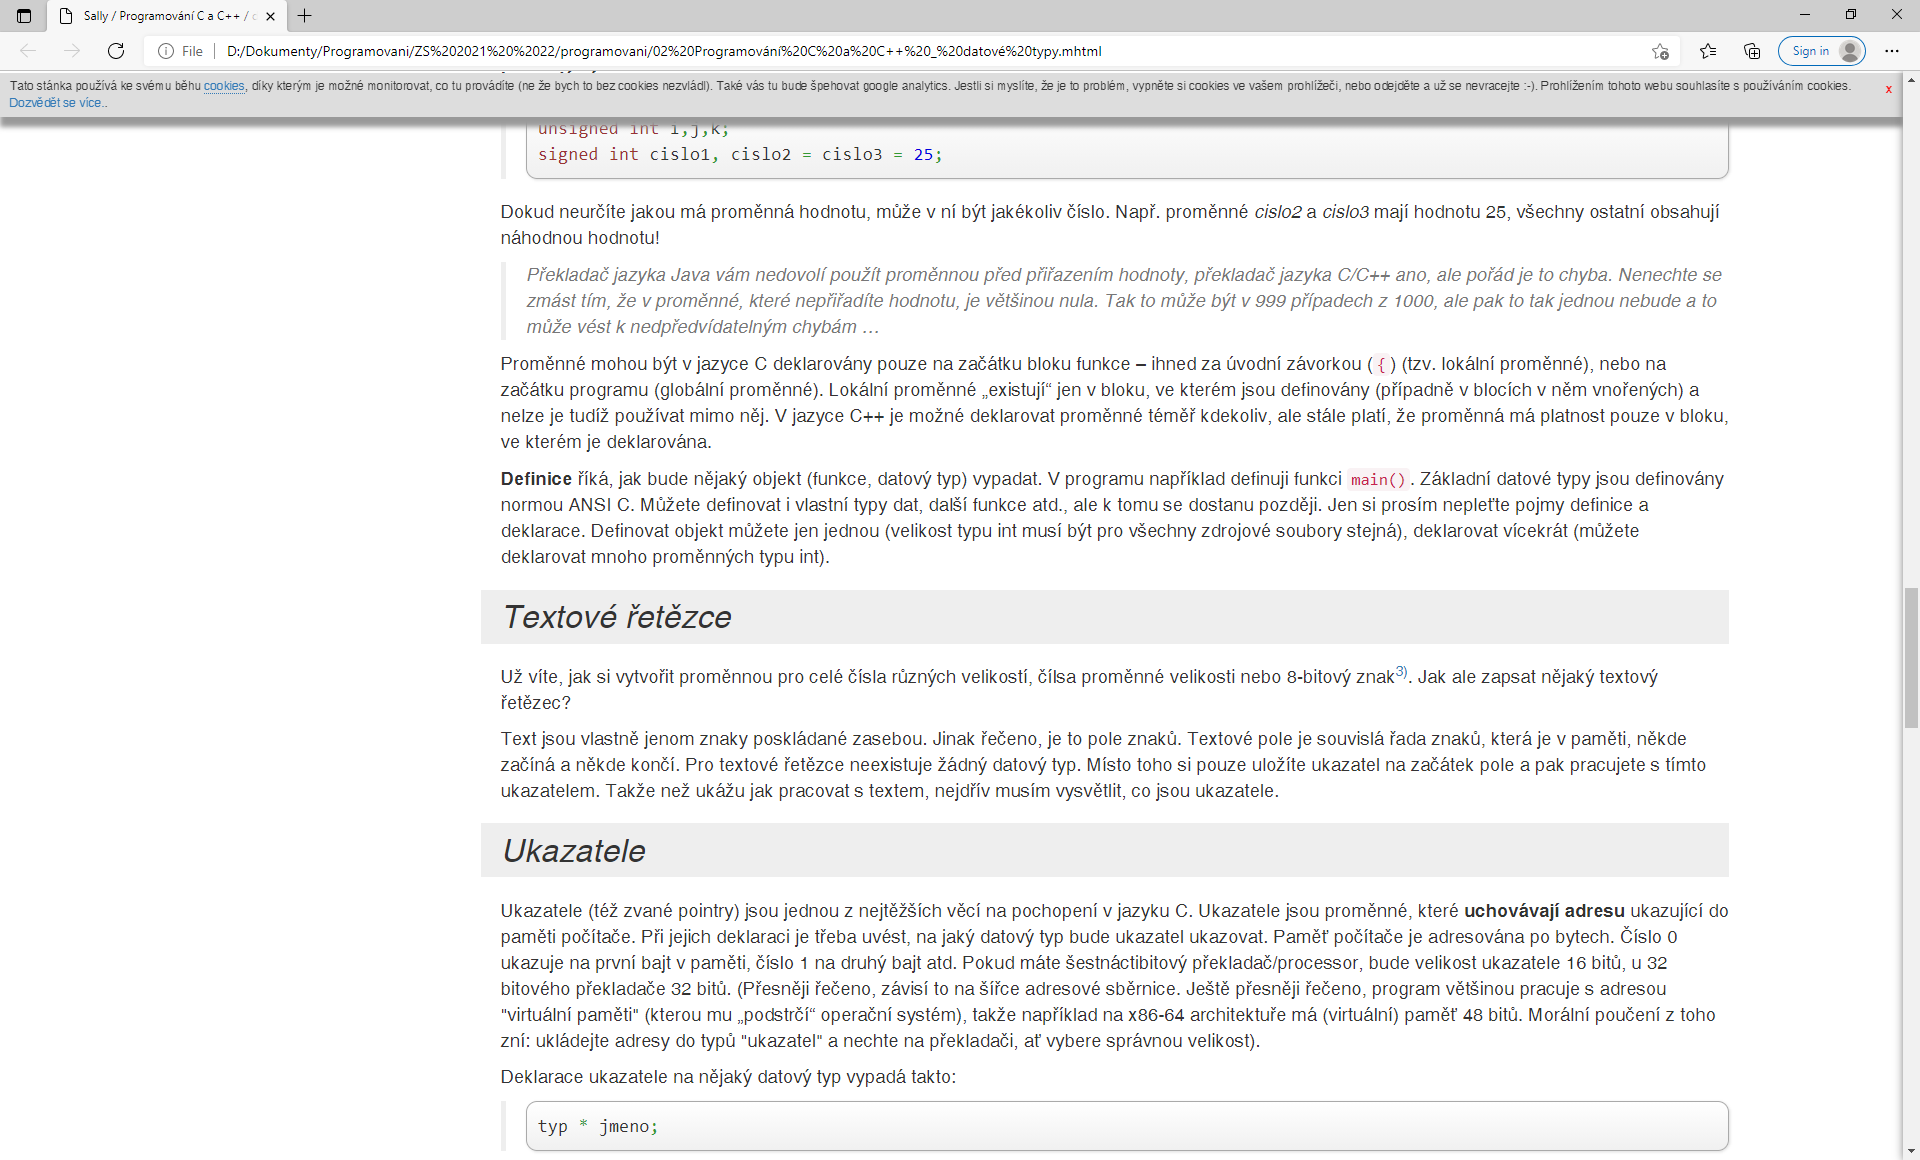 Sally / Programování C a C++ /
File
D:/Dokumenty/Programovani/ZS%202021%20%2022/programovani/02%20Programování%20C%20a%20C++%20_%20datové%20typy.mhtml
Sign in
Tato stánka používá ke svému běhu cookies, díky kterým je možné monitorovat, co tu provádíte (ne že bych to bez cookies nezvládl). Také vás tu bude špehovat google analytics. Jestli si myslíte, že je to problém, vypněte si cookies ve vašem prohlížeči, nebo odejděte a už se nevracejte :-). Prohlížením tohoto webu souhlasíte s používáním cookies.
x
Dozvědět se více..
unsigned int i,j,k;
signed int cislo1, cislo2 = cislo3 = 25;
Dokud neurčíte jakou má proměnná hodnotu, může v ní být jakékoliv číslo. Např. proměnné cislo2 a cislo3 mají hodnotu 25, všechny ostatní obsahují
náhodnou hodnotu!
Překladač jazyka Java vám nedovolí použít proměnnou před přiřazením hodnoty, překladač jazyka C/C++ ano, ale pořád je to chyba. Nenechte se
zmást tím, že v proměnné, které nepřiřadíte hodnotu, je většinou nula. Tak to může být v 999 případech z 1000, ale pak to tak jednou nebude a to
může vést k nedpředvídatelným chybám …
Proměnné mohou být v jazyce C deklarovány pouze na začátku bloku funkce – ihned za úvodní závorkou ( { ) (tzv. lokální proměnné), nebo na
začátku programu (globální proměnné). Lokální proměnné „existují“ jen v bloku, ve kterém jsou definovány (případně v blocích v něm vnořených) a
nelze je tudíž používat mimo něj. V jazyce C++ je možné deklarovat proměnné téměř kdekoliv, ale stále platí, že proměnná má platnost pouze v bloku,
ve kterém je deklarována.
Definice říká, jak bude nějaký objekt (funkce, datový typ) vypadat. V programu například definuji funkci main(). Základní datové typy jsou definovány
normou ANSI C. Můžete definovat i vlastní typy dat, další funkce atd., ale k tomu se dostanu později. Jen si prosím nepleťte pojmy definice a
deklarace. Definovat objekt můžete jen jednou (velikost typu int musí být pro všechny zdrojové soubory stejná), deklarovat vícekrát (můžete
deklarovat mnoho proměnných typu int).
Textové řetězce
Už víte, jak si vytvořit proměnnou pro celé čísla různých velikostí, čílsa proměnné velikosti nebo 8-bitový znak3). Jak ale zapsat nějaký textový
řetězec?
Text jsou vlastně jenom znaky poskládané zasebou. Jinak řečeno, je to pole znaků. Textové pole je souvislá řada znaků, která je v paměti, někde
začíná a někde končí. Pro textové řetězce neexistuje žádný datový typ. Místo toho si pouze uložíte ukazatel na začátek pole a pak pracujete s tímto
ukazatelem. Takže než ukážu jak pracovat s textem, nejdřív musím vysvětlit, co jsou ukazatele.
Ukazatele
Ukazatele (též zvané pointry) jsou jednou z nejtěžších věcí na pochopení v jazyku C. Ukazatele jsou proměnné, které uchovávají adresu ukazující do
paměti počítače. Při jejich deklaraci je třeba uvést, na jaký datový typ bude ukazatel ukazovat. Paměť počítače je adresována po bytech. Číslo 0
ukazuje na první bajt v paměti, číslo 1 na druhý bajt atd. Pokud máte šestnáctibitový překladač/processor, bude velikost ukazatele 16 bitů, u 32
bitového překladače 32 bitů. (Přesněji řečeno, závisí to na šířce adresové sběrnice. Ještě přesněji řečeno, program většinou pracuje s adresou
"virtuální paměti" (kterou mu „podstrčí“ operační systém), takže například na x86-64 architektuře má (virtuální) paměť 48 bitů. Morální poučení z toho
zní: ukládejte adresy do typů "ukazatel" a nechte na překladači, ať vybere správnou velikost).
Deklarace ukazatele na nějaký datový typ vypadá takto:
typ * jmeno;